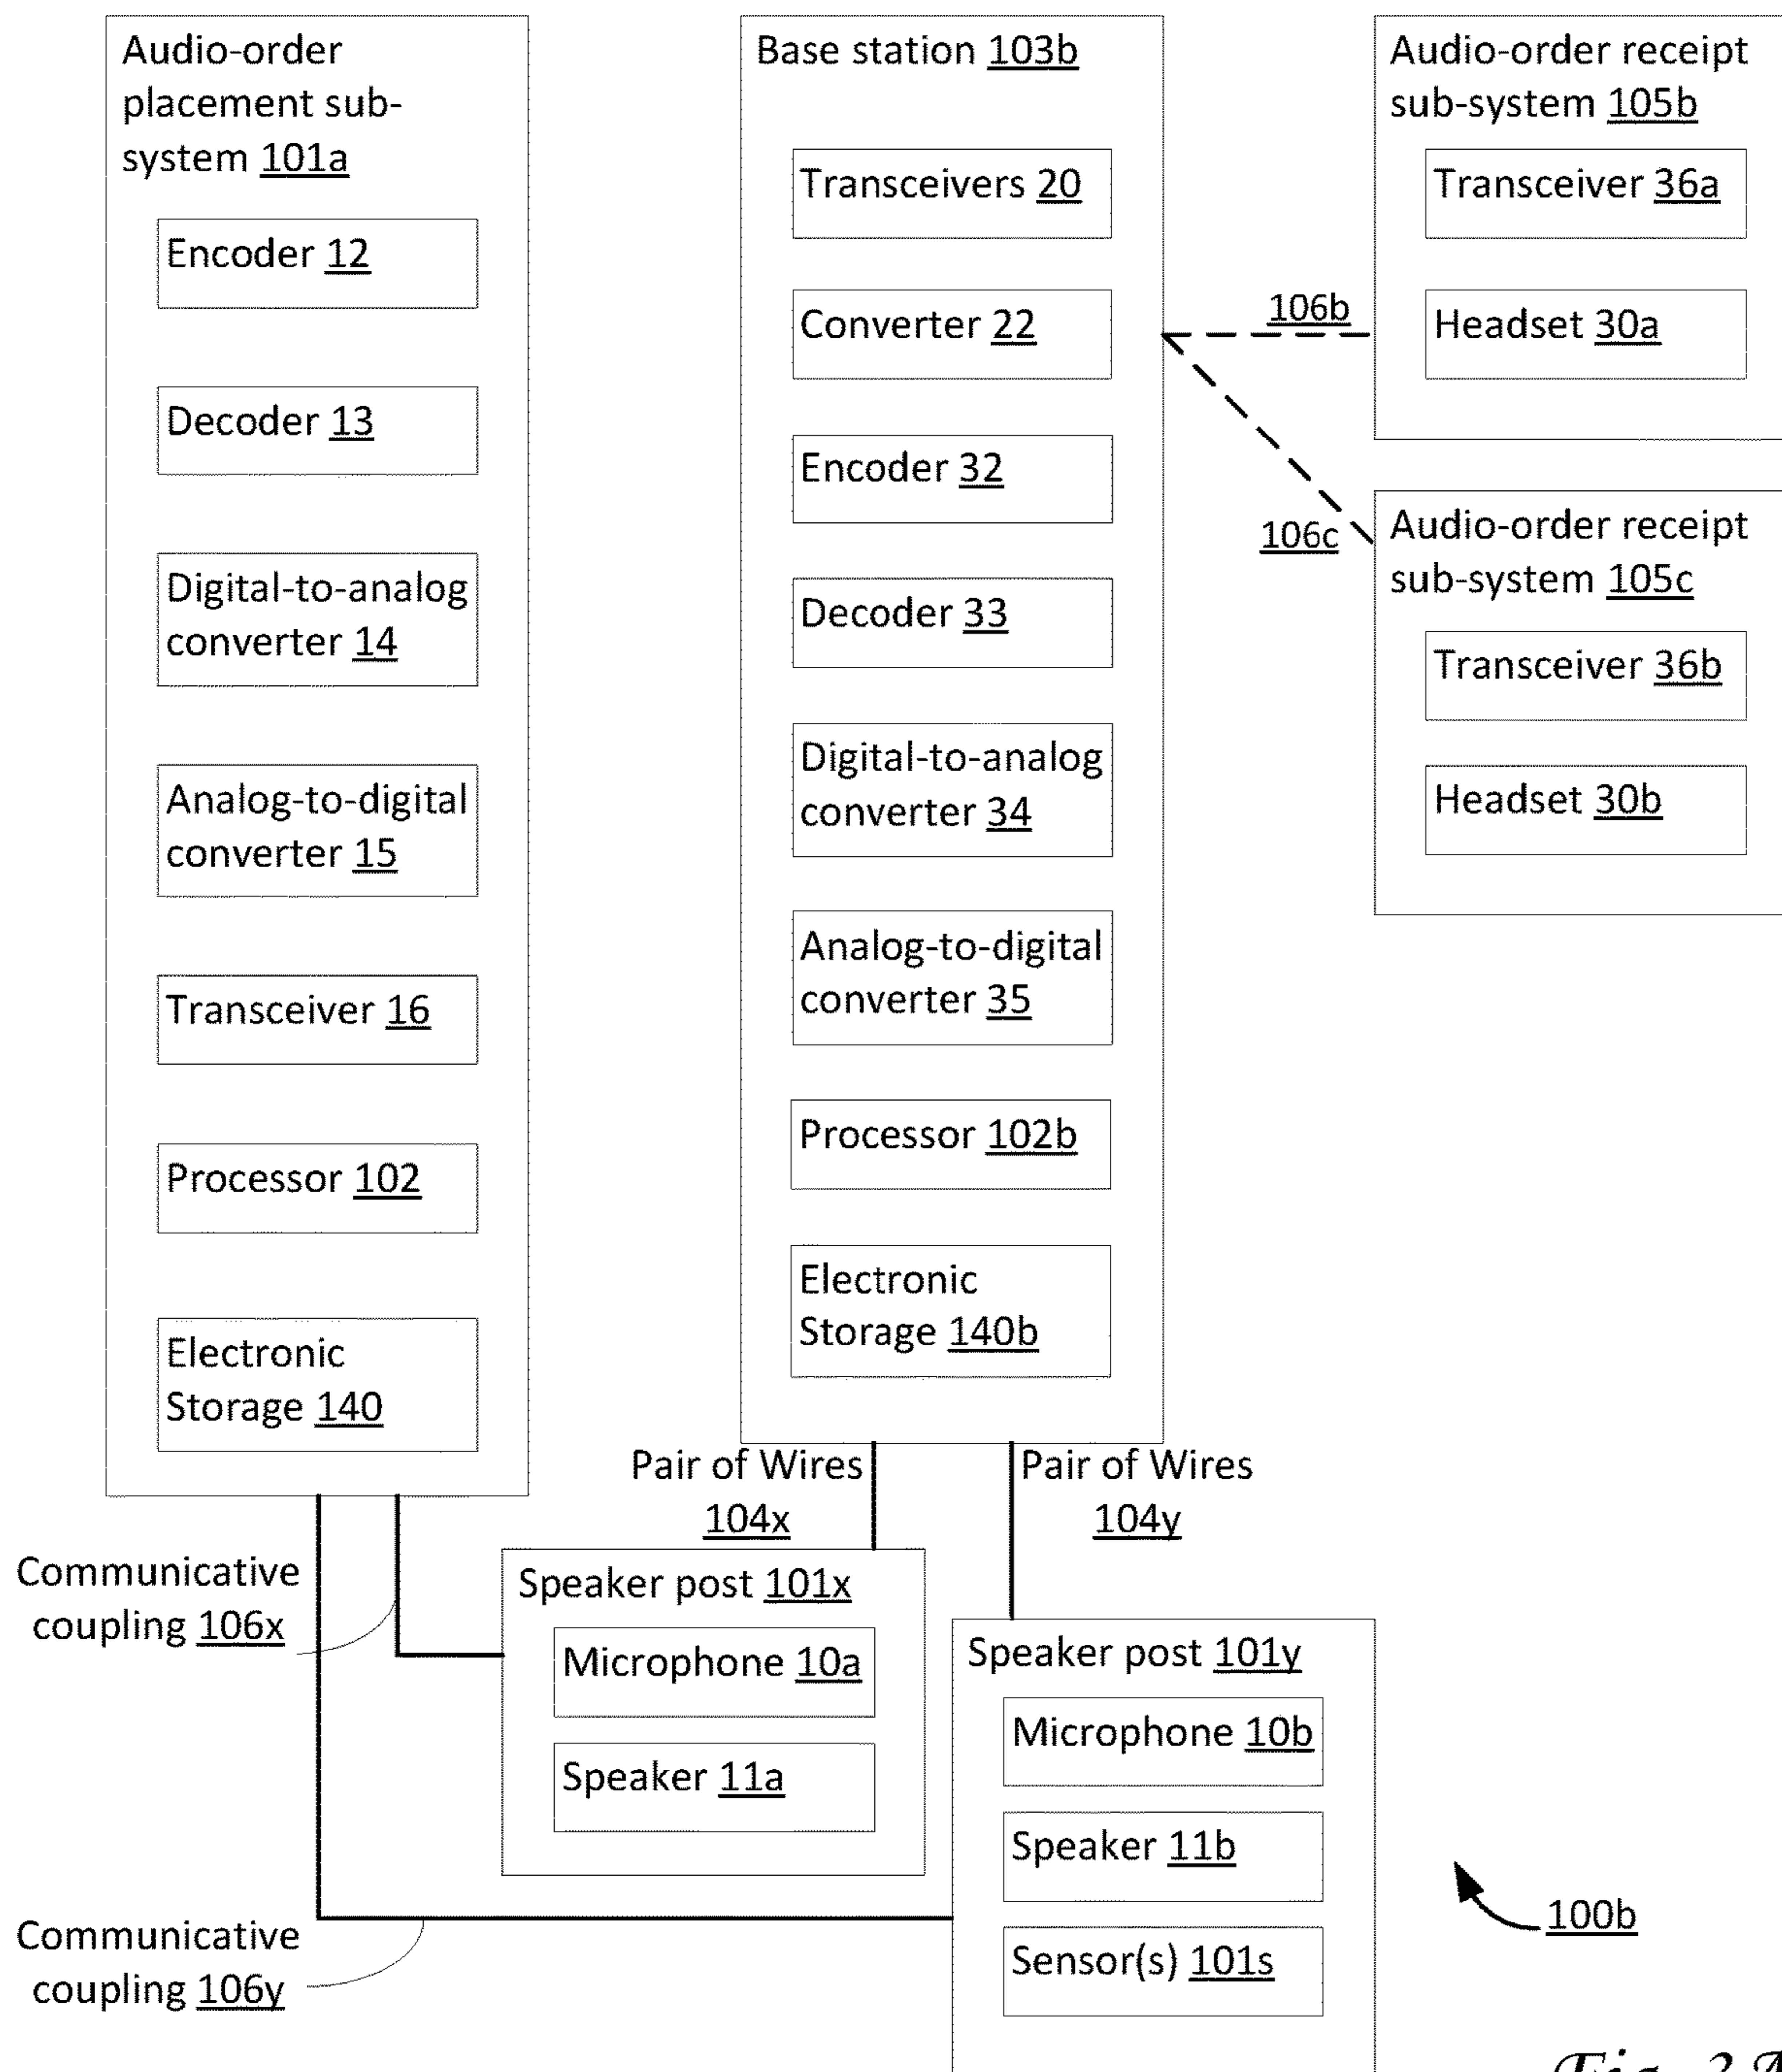 Audio-order
placement sub-
system 101a
Encoder 12
Decoder 13
Digital-to-analog
converter 14
Analog-to-digital
converter 15
Transceiver 16
Processor 102
Electronic
Storage 140
Base station 103b
Transceivers 20
Converter 22
Encoder 32
Decoder 33
Digital-to-analog
converter 34
Analog-to-digital
converter 35
Processor 102b
Electronic
Storage 140b
106b
106c
Audio-order receipt
sub-system 105b
Transceiver 36a
Headset 30a
Audio-order receipt
sub-system 105c
Transceiver 36b
Headset 30b
Pair of Wires
104x
Pair of Wires
104y
Communicative
coupling 106x
Speaker post 101x
Microphone 10a
Speaker 11a
Speaker post 101y
Microphone 10b
Speaker 11b
Sensor(s) 101s
Communicative
coupling 106y
100b